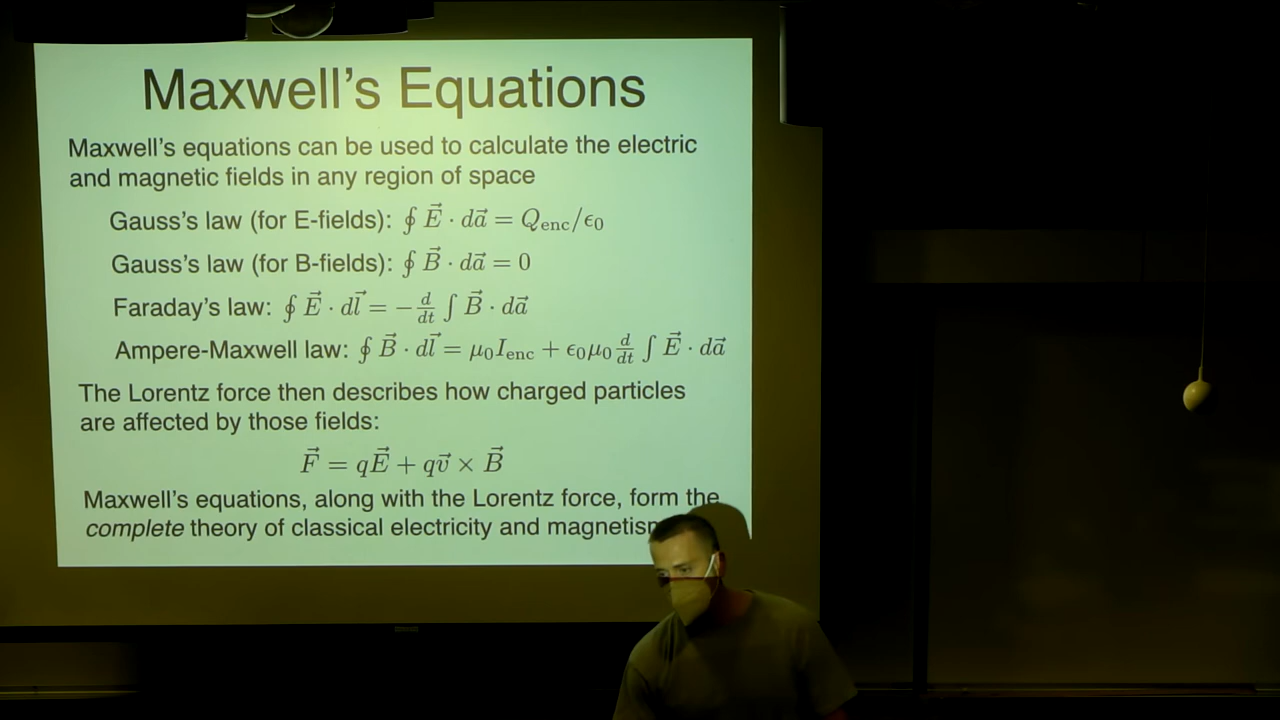 Maxwell's Equations
Maxwell's equations can be used to calculate the electric
and magnetic fields in any region of space
Gauss's law (for E-fields): ∮ E⃗ · da⃗ = Q_enc/ϵ₀
Gauss's law (for B-fields): ∮ B⃗ · da⃗ = 0
Faraday's law: ∮ E⃗ · dl⃗ = − d/dt ∫ B⃗ · da⃗
Ampere-Maxwell law: ∮ B⃗ · dl⃗ = μ₀I_enc + ϵ₀μ₀ d/dt ∫ E⃗ · da⃗
The Lorentz force then describes how charged particles
are affected by those fields:
F⃗ = qE⃗ + qv⃗ × B⃗
Maxwell's equations, along with the Lorentz force, form the
complete theory of classical electricity and